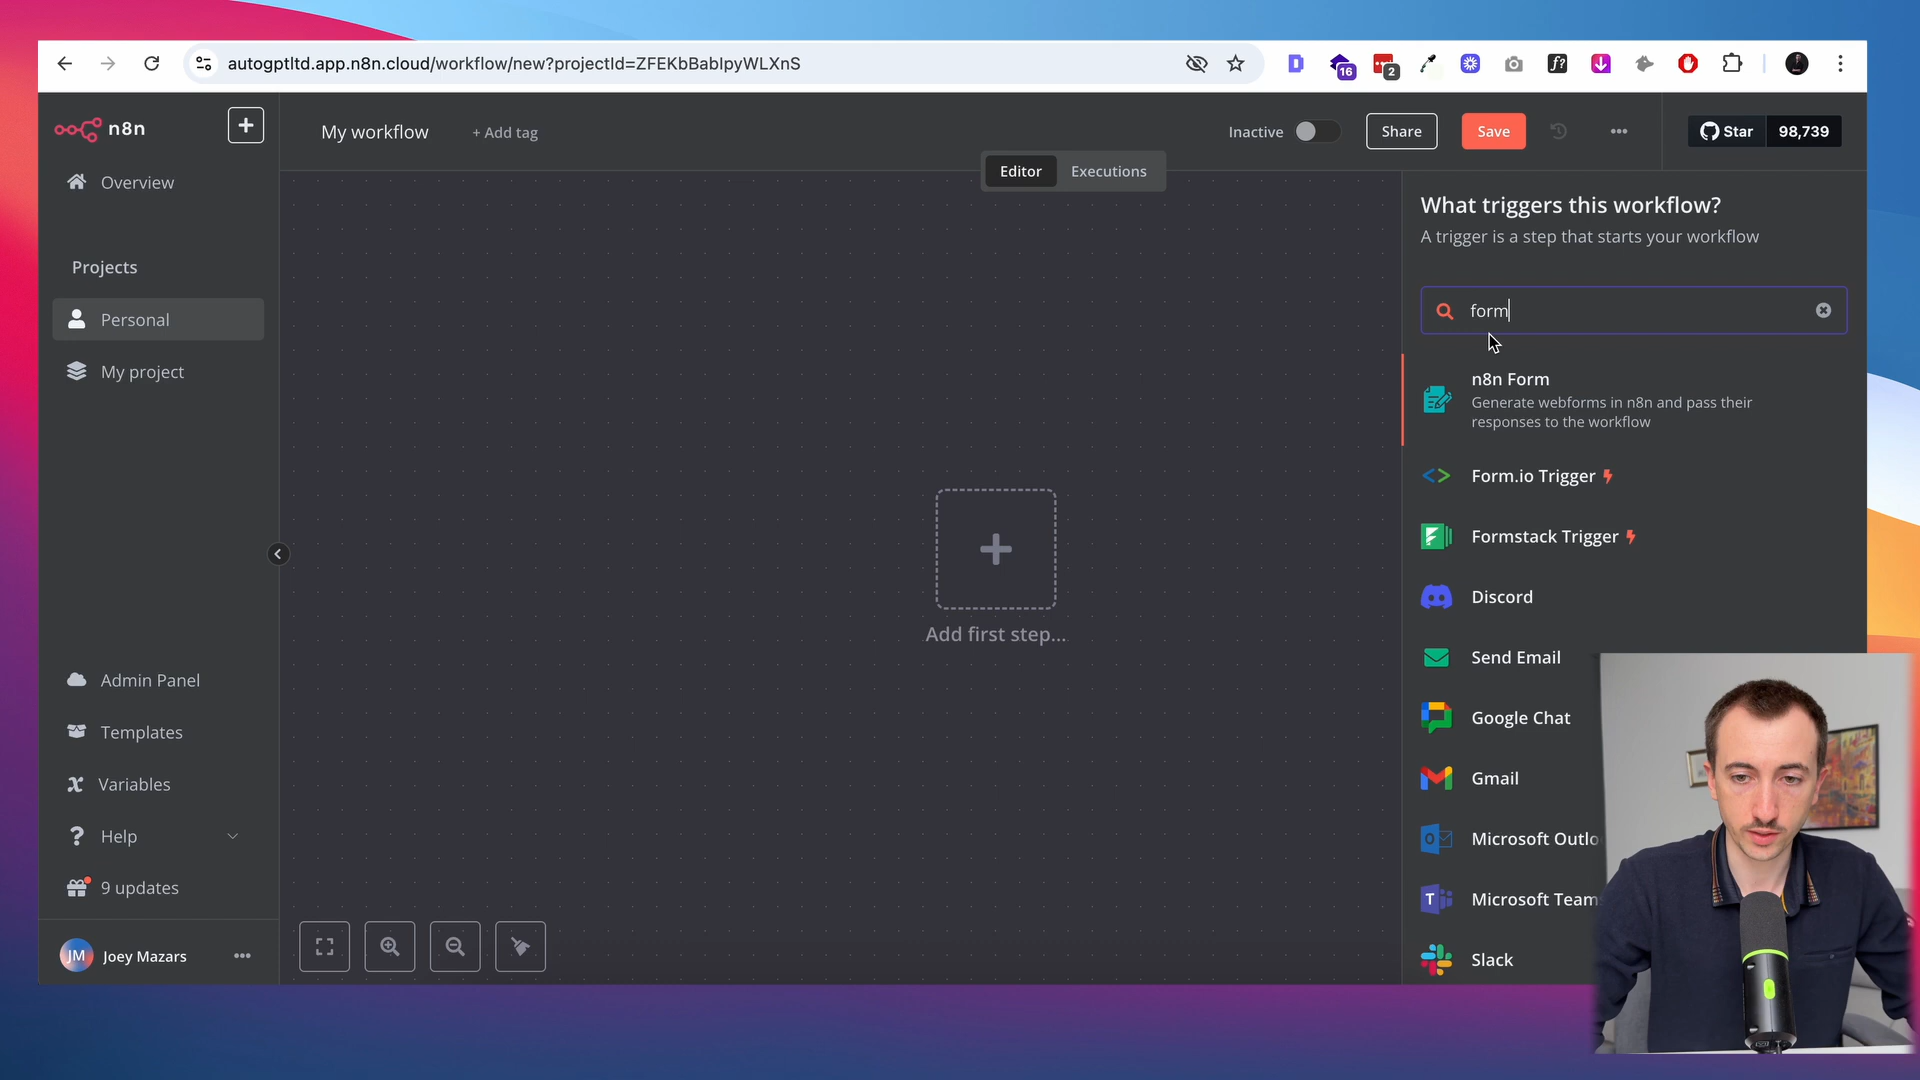 autogptltd.app.n8n.cloud/workflow/new?projectId=ZFEKbBablpyWLXnS
16
2
f?
n8n
My workflow
+ Add tag
Inactive
Share
Save
Star
98,739
Editor
Executions
Overview
Projects
Personal
My project
Admin Panel
Templates
Variables
Help
9 updates
JM
Joey Mazars
Add first step...
What triggers this workflow?
A trigger is a step that starts your workflow
form
n8n Form
Generate webforms in n8n and pass their
responses to the workflow
Form.io Trigger
Formstack Trigger
Discord
Send Email
Google Chat
Gmail
Microsoft Outlo
Microsoft Team
Slack